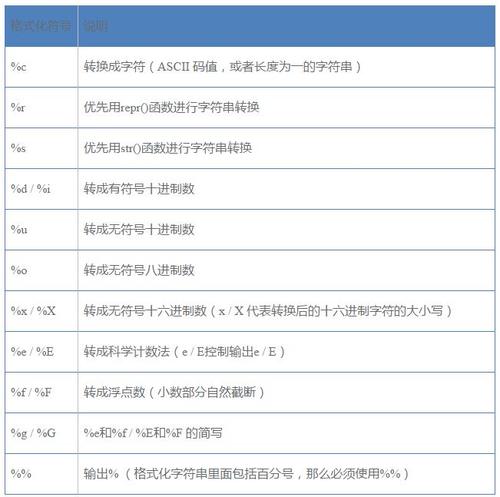 格式化符号 说明
%c 转换成字符（ASCII 码值，或者长度为一的字符串）
%r 优先用repr()函数进行字符串转换
%s 优先用str()函数进行字符串转换
%d / %i 转成有符号十进制数
%u 转成无符号十进制数
%o 转成无符号八进制数
%x / %X 转成无符号十六进制数（x / X 代表转换后的十六进制字符的大小写）
%e / %E 转成科学计数法（e / E控制输出e / E）
%f / %F 转成浮点数（小数部分自然截断）
%g / %G %e和%f / %E和%F 的简写
%% 输出% （格式化字符串里面包括百分号，那么必须使用%%）